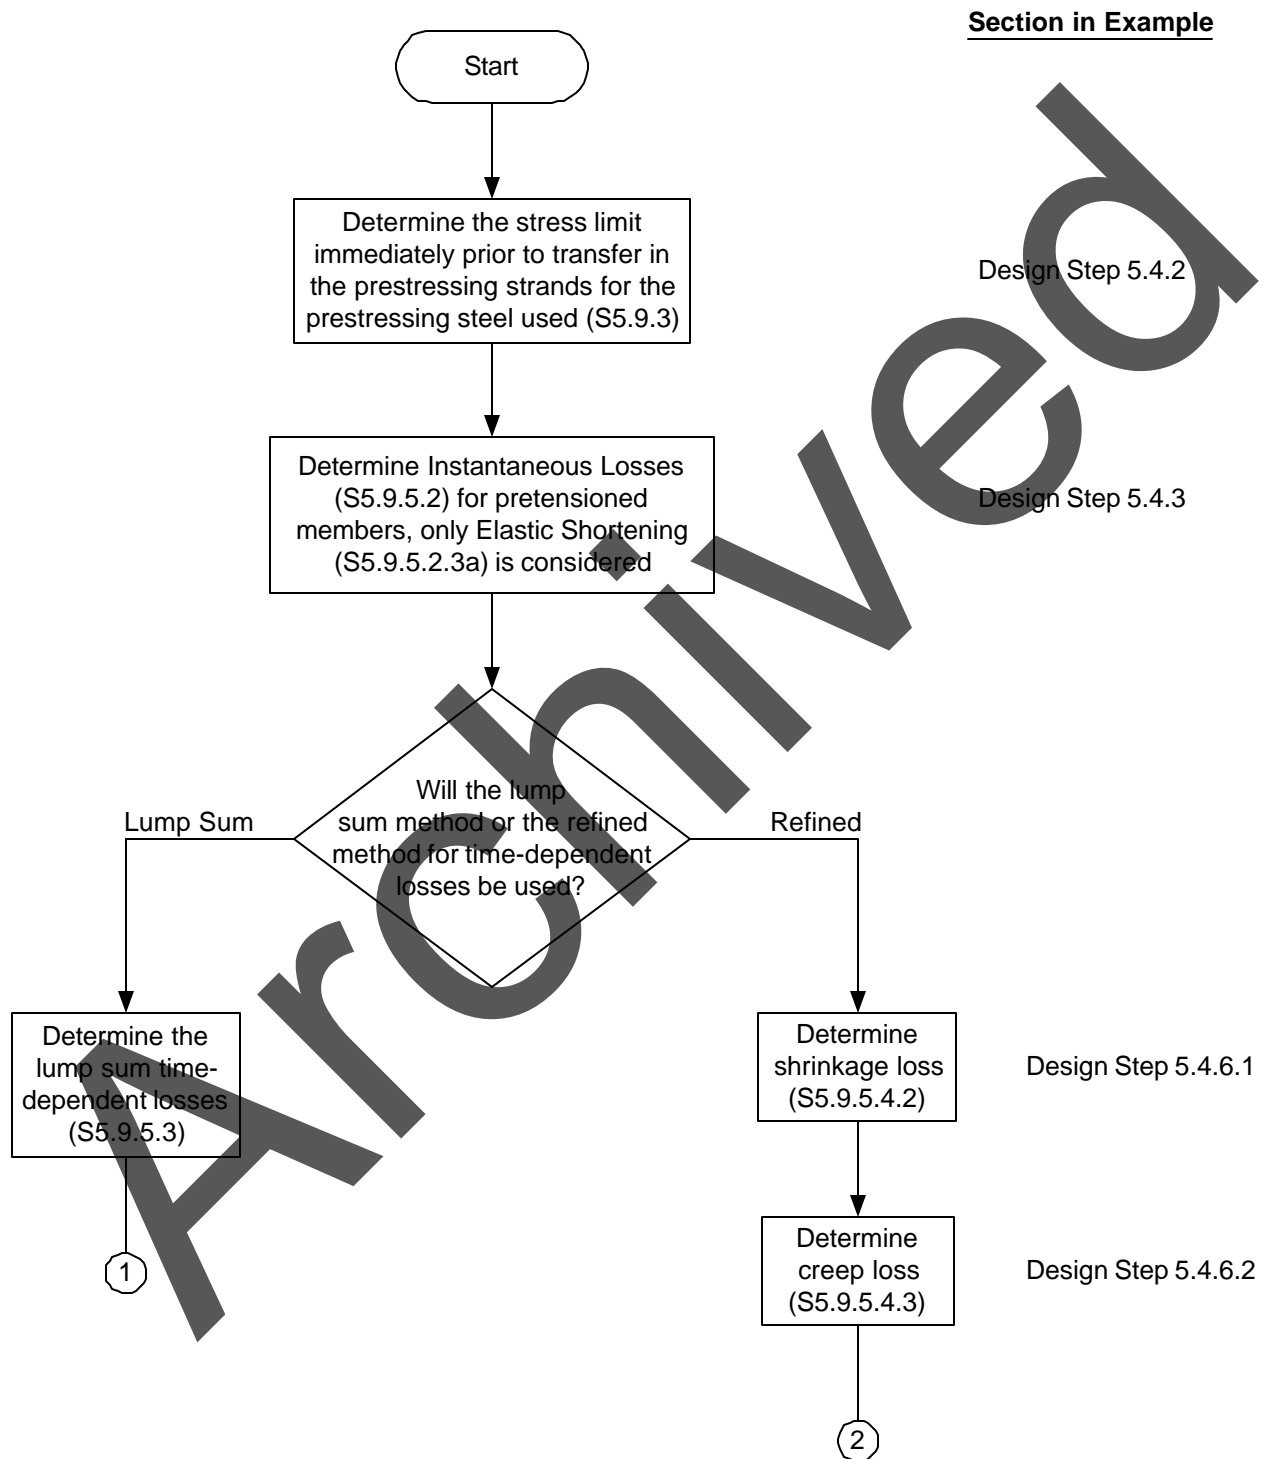 Section in Example
Start
Determine the stress limit
immediately prior to transfer in
the prestressing strands for the
prestressing steel used (S5.9.3)
Design Step 5.4.2
Determine Instantaneous Losses
(S5.9.5.2) for pretensioned
members, only Elastic Shortening
(S5.9.5.2.3a) is considered
Design Step 5.4.3
Will the lump
sum method or the refined
method for time-dependent
losses be used?
Lump Sum
Refined
Determine the
lump sum time-
dependent losses
(S5.9.5.3)
Determine
shrinkage loss
(S5.9.5.4.2)
Design Step 5.4.6.1
Determine
creep loss
(S5.9.5.4.3)
Design Step 5.4.6.2
1
2
Archived